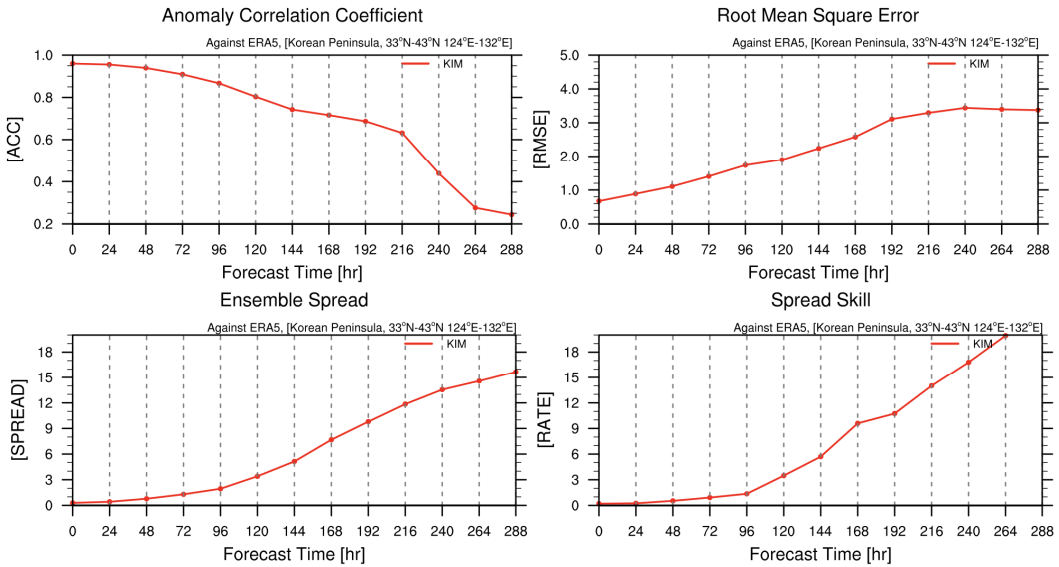 Anomaly Correlation Coefficient
Against ERA5, [Korean Peninsula, 33°N-43°N 124°E-132°E]
KIM
[ACC]
1.0
0.8
0.6
0.4
0.2
0 24 48 72 96 120 144 168 192 216 240 264 288
Forecast Time [hr]
Root Mean Square Error
Against ERA5, [Korean Peninsula, 33°N-43°N 124°E-132°E]
KIM
[RMSE]
5.0
4.0
3.0
2.0
1.0
0.0
0 24 48 72 96 120 144 168 192 216 240 264 288
Forecast Time [hr]
Ensemble Spread
Against ERA5, [Korean Peninsula, 33°N-43°N 124°E-132°E]
KIM
[SPREAD]
18
15
12
9
6
3
0
0 24 48 72 96 120 144 168 192 216 240 264 288
Forecast Time [hr]
Spread Skill
Against ERA5, [Korean Peninsula, 33°N-43°N 124°E-132°E]
KIM
[RATE]
18
15
12
9
6
3
0
0 24 48 72 96 120 144 168 192 216 240 264 288
Forecast Time [hr]